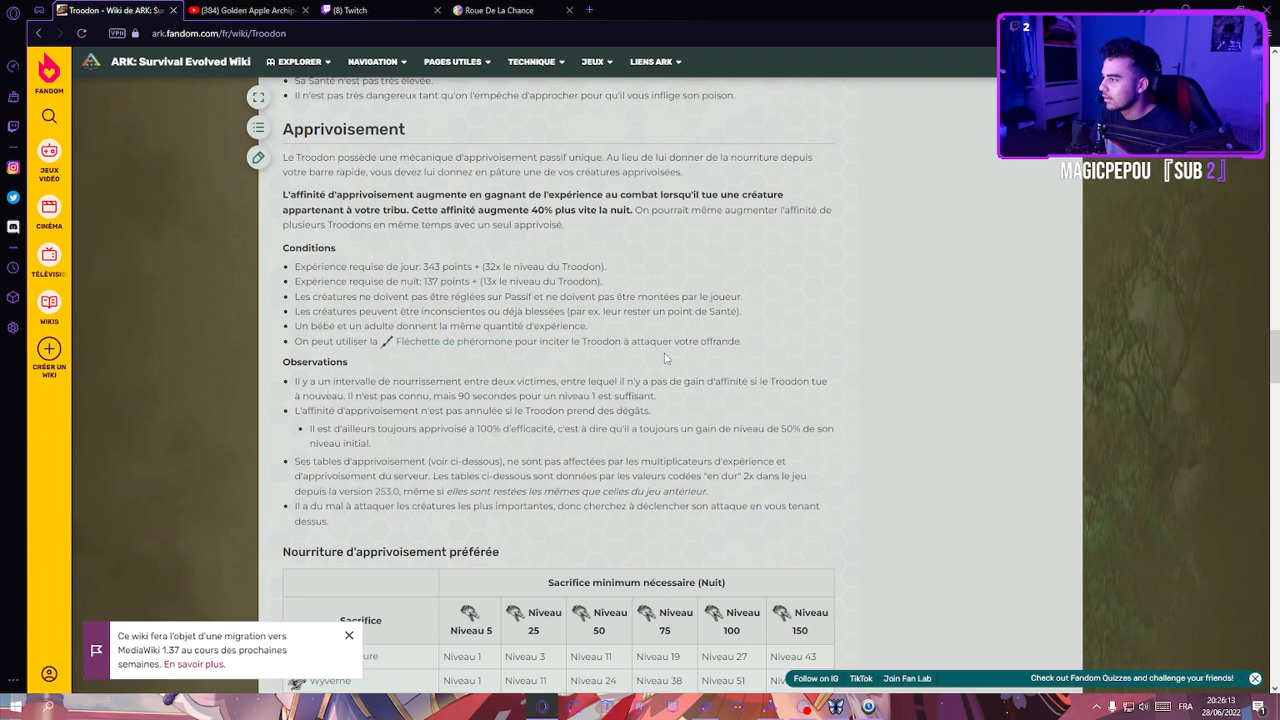 Troodon - ARK: Su
(384) Golden Apple Archip
(2) Twitch
Roue De La Chance
VPN
ark.fandom.com/fr/wiki/Troodon
2
ARK: Survival Evolved Wiki
EXPLORER
NAVIGATION
PAGES UTILES
TECHNIQUE
JEUX
LIENS ARK
FANDOM
JEUX
VIDÉO
CINÉMA
TÉLÉVISIO
WIKIS
CRÉER UN
WIKI
MAGICPEPOU 『SUB 2』
Sa Santé n'est pas très élevée.
Il n'est pas très dangereux tant qu'on l'empêche d'approcher pour qu'il vous inflige son poison.
Apprivoisement
Le Troodon possède une mécanique d'apprivoisement passif unique. Au lieu de lui donner de la nourriture depuis
votre barre rapide, vous devez lui donnez en pâture une de vos créatures apprivoisées.
L'affinité d'apprivoisement augmente en gagnant de l'expérience au combat lorsqu'il tue une créature
appartenant à votre tribu. Cette affinité augmente 40% plus vite la nuit. On pourrait même augmenter l'affinité de
plusieurs Troodons en même temps avec un seul apprivoisé.
Conditions
Expérience requise de jour: 343 points + (32x le niveau du Troodon).
Expérience requise de nuit: 137 points + (13x le niveau du Troodon).
Les créatures ne doivent pas être réglées sur Passif et ne doivent pas être montées par le joueur.
Les créatures peuvent être inconscientes ou déjà blessées (par ex. leur rester un point de Santé).
Un bébé et un adulte donnent la même quantité d'expérience.
On peut utiliser la Fléchette de phéromone pour inciter le Troodon à attaquer votre offrande.
Observations
Il y a un intervalle de nourrissement entre deux victimes, entre lequel il n'y a pas de gain d'affinité si le Troodon tue
à nouveau. Il n'est pas connu, mais 90 secondes pour un niveau 1 est suffisant.
L'affinité d'apprivoisement n'est pas annulée si le Troodon prend des dégâts.
Il est d'ailleurs toujours apprivoisé à 100% d'efficacité, c'est à dire qu'il a toujours un gain de niveau de 50% de son
niveau initial.
Ses tables d'apprivoisement (voir ci-dessous), ne sont pas affectées par les multiplicateurs d'expérience et
d'apprivoisement du serveur. Les tables ci-dessous sont données par les valeurs codées "en dur" 2x dans le jeu
depuis la version 253.0, même si elles sont restées les mêmes que celles du jeu antérieur.
Il a du mal à attaquer les créatures les plus importantes, donc cherchez à déclencher son attaque en vous tenant
dessus.
Nourriture d'apprivoisement préférée
Sacrifice minimum nécessaire (Nuit)
Sacrifice
Niveau 5
Niveau 25
Niveau 50
Niveau 75
Niveau 100
Niveau 150
ure Niveau 1 Niveau 3 Niveau 11 Niveau 19 Niveau 27 Niveau 43
Wyverne Niveau 1 Niveau 11 Niveau 24 Niveau 38 Niveau 51
Ce wiki fera l'objet d'une migration vers
MediaWiki 1.37 au cours des prochaines
semaines. En savoir plus.
Follow on IG TikTok Join Fan Lab Check out Fandom Quizzes and challenge your friends!
20:26:13
28/06/2022